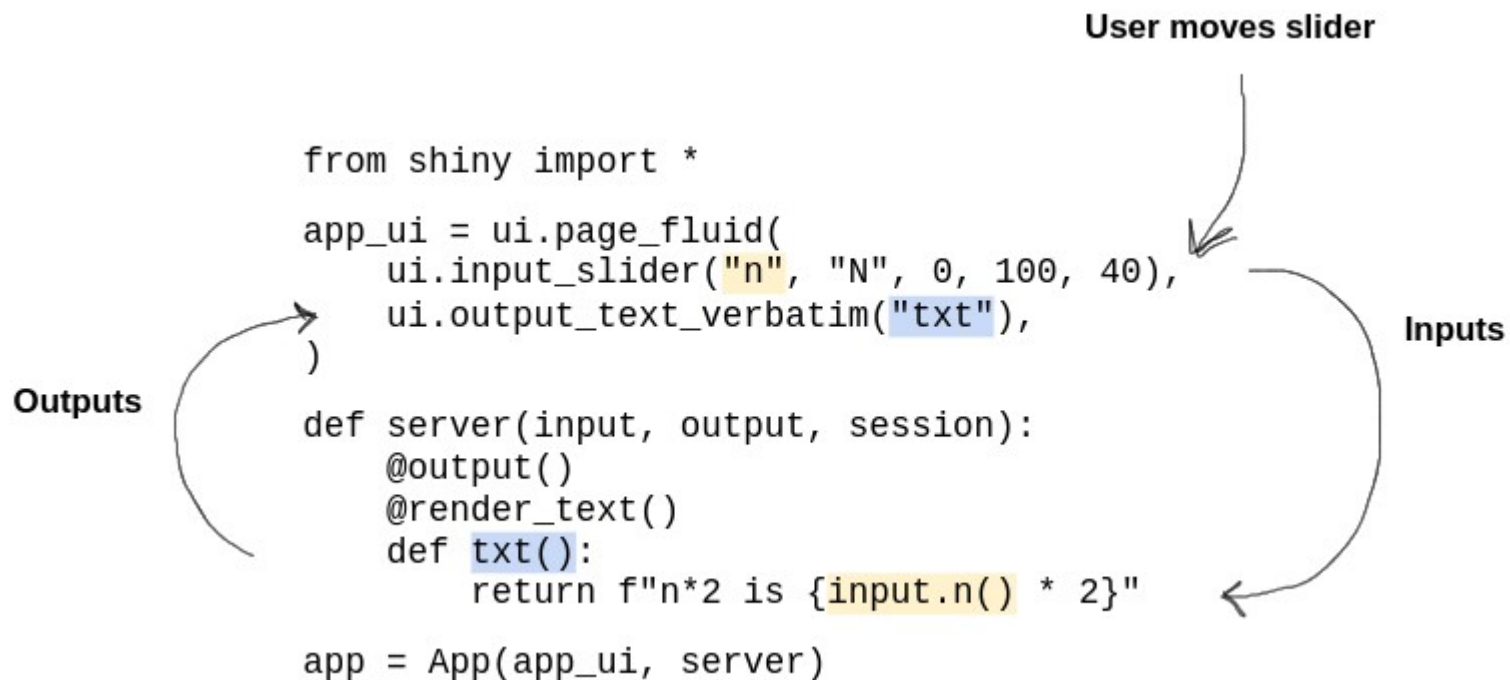 User moves slider
from shiny import *
app_ui = ui.page_fluid(
    ui.input_slider("n", "N", 0, 100, 40),
    ui.output_text_verbatim("txt"),
)
Inputs
Outputs
def server(input, output, session):
    @output()
    @render_text()
    def txt():
        return f"n*2 is {input.n() * 2}"
app = App(app_ui, server)